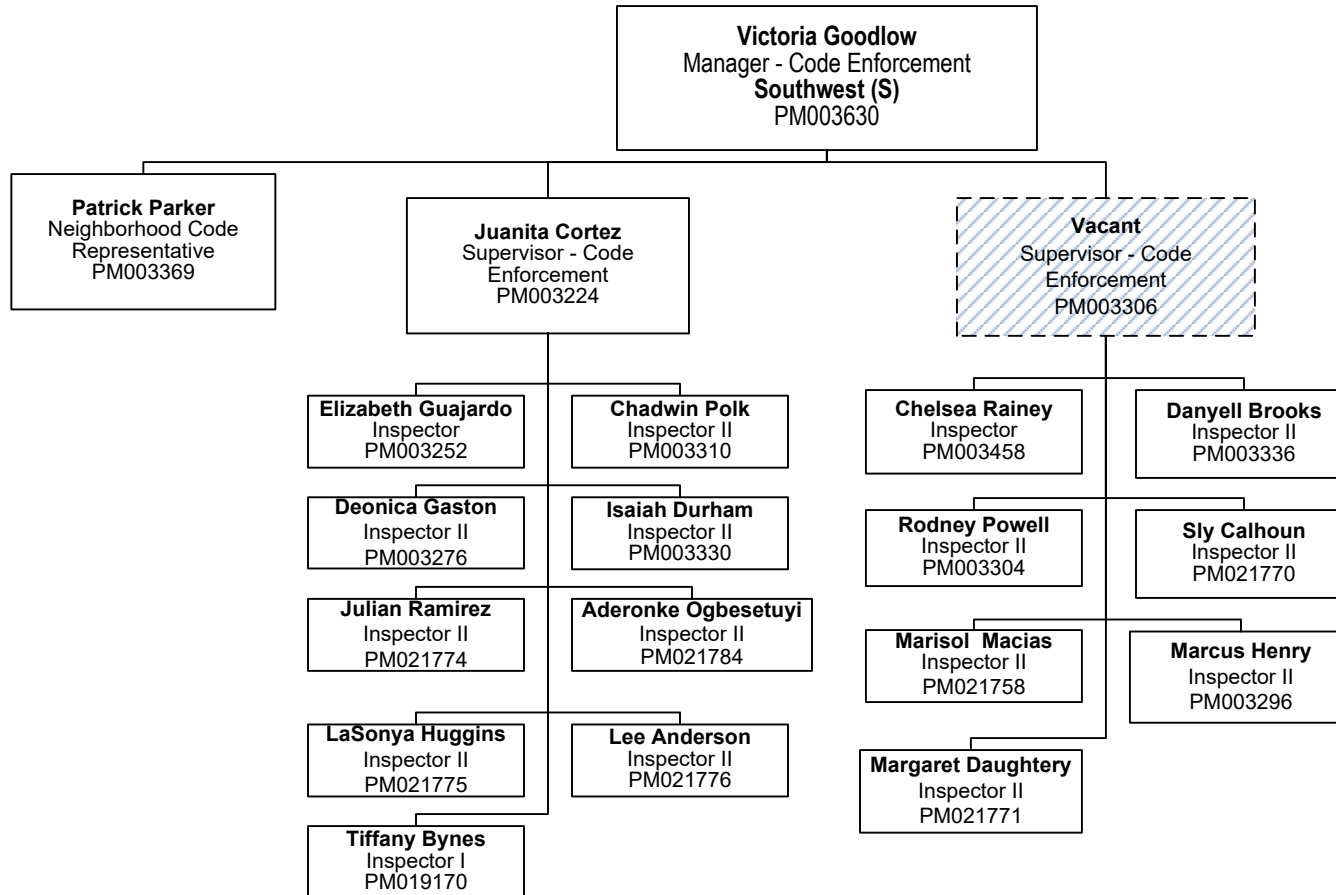 Victoria Goodlow
Manager - Code Enforcement
Southwest (S)
PM003630
Patrick Parker
Neighborhood Code
Representative
PM003369
Juanita Cortez
Supervisor - Code
Enforcement
PM003224
Vacant
Supervisor - Code
Enforcement
PM003306
Elizabeth Guajardo
Inspector
PM003252
Chadwin Polk
Inspector II
PM003310
Deonica Gaston
Inspector II
PM003276
Isaiah Durham
Inspector II
PM003330
Julian Ramirez
Inspector II
PM021774
Aderonke Ogbesetuyi
Inspector II
PM021784
LaSonya Huggins
Inspector II
PM021775
Lee Anderson
Inspector II
PM021776
Tiffany Bynes
Inspector I
PM019170
Chelsea Rainey
Inspector
PM003458
Danyell Brooks
Inspector II
PM003336
Rodney Powell
Inspector II
PM003304
Sly Calhoun
Inspector II
PM021770
Marisol Macias
Inspector II
PM021758
Marcus Henry
Inspector II
PM003296
Margaret Daughtery
Inspector II
PM021771